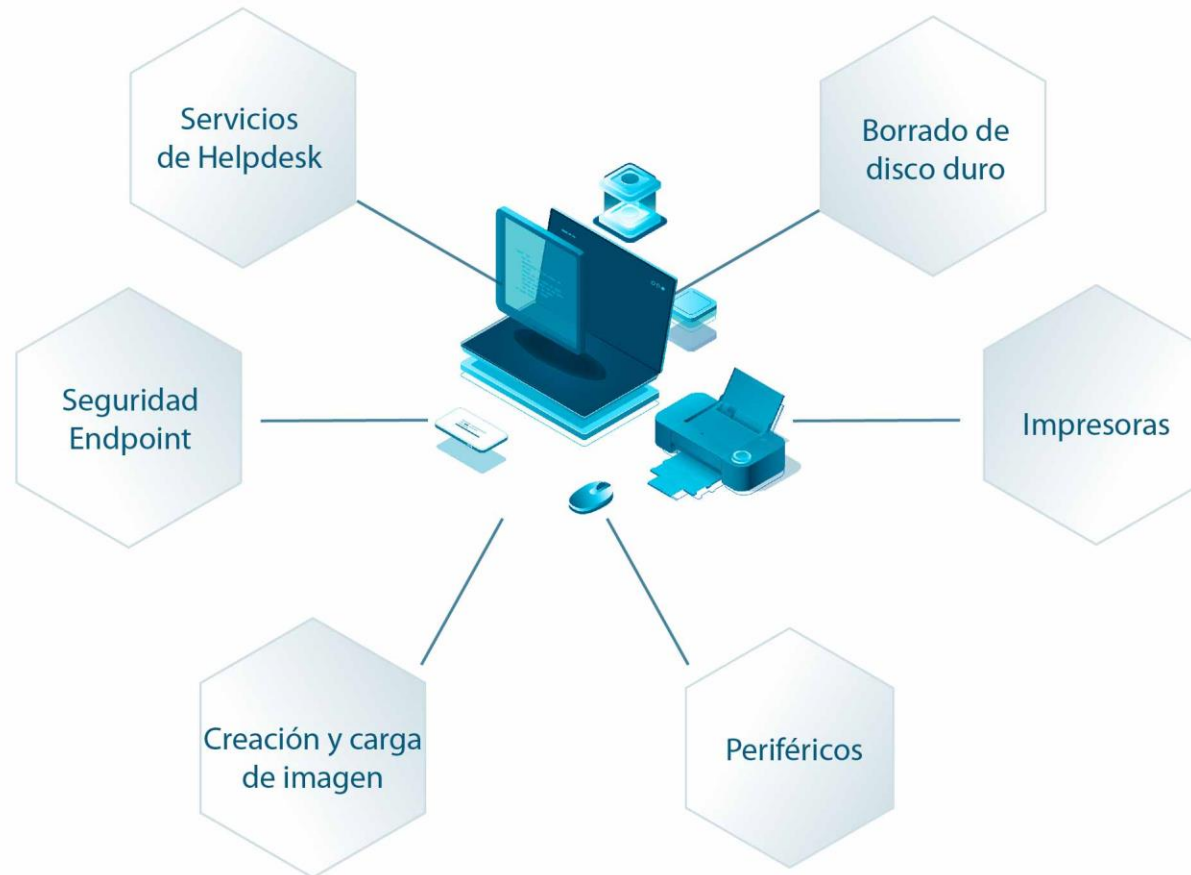 Servicios
de Helpdesk
Borrado de
disco duro
Seguridad
Endpoint
Impresoras
Creación y carga
de imagen
Periféricos